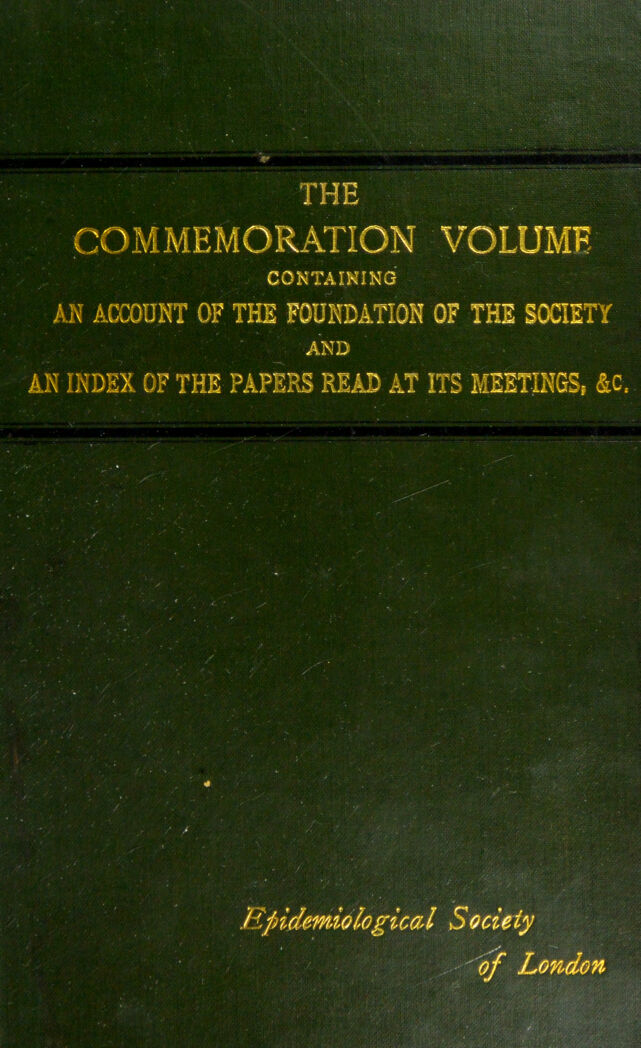 THE
COMMEMORATION VOLUME
CONTAINING
AN ACCOUNT OF THE FOUNDATION OF THE SOCIETY
AND
AN INDEX OF THE PAPERS READ AT ITS MEETINGS, &C.
Epidemiological Society
of London